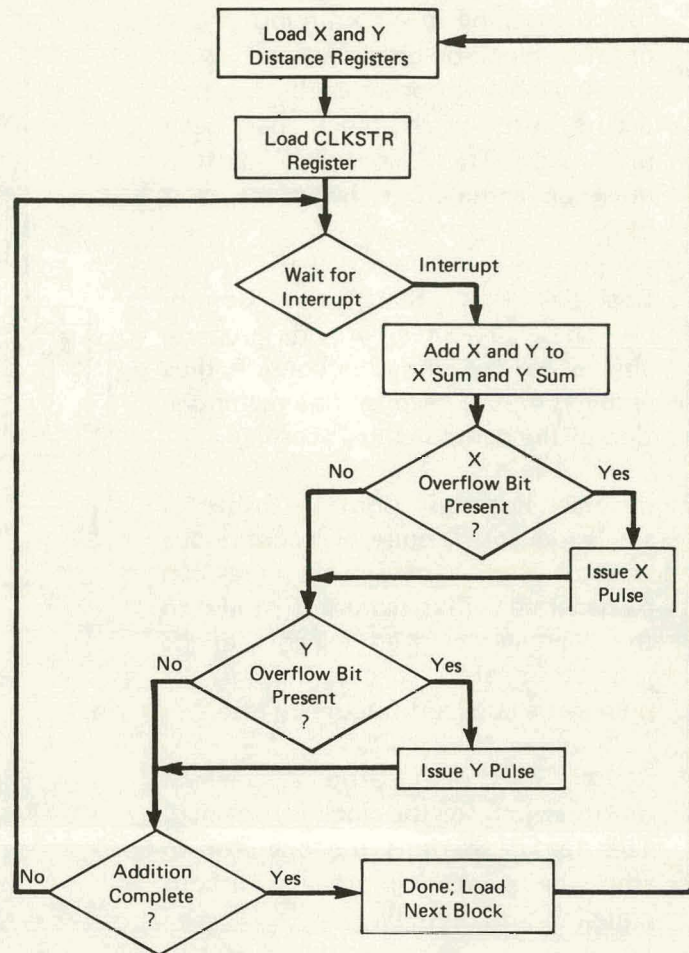 Load X and Y
Distance Registers
Load CLKSTR
Register
Wait for
Interrupt
Interrupt
Add X and Y to
X Sum and Y Sum
X
Overflow Bit
Present
?
No
Yes
Issue X
Pulse
Y
Overflow Bit
Present
?
No
Yes
Issue Y Pulse
Addition
Complete
?
No
Yes
Done; Load
Next Block